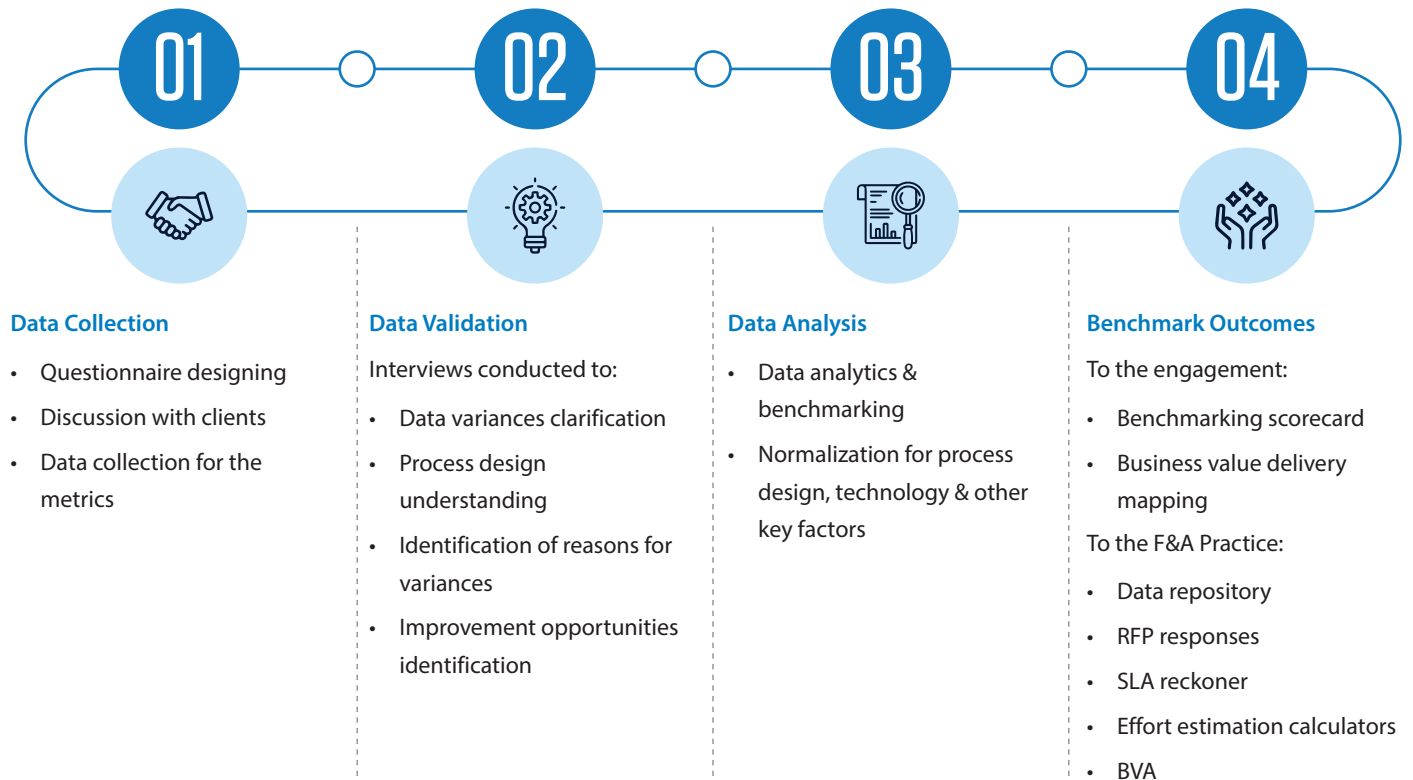 01
02
03
04
Data Collection
• Questionnaire designing
• Discussion with clients
• Data collection for the
metrics
Data Validation
Interviews conducted to:
• Data variances clarification
• Process design
understanding
• Identification of reasons for
variances
• Improvement opportunities
identification
Data Analysis
• Data analytics &
benchmarking
• Normalization for process
design, technology & other
key factors
Benchmark Outcomes
To the engagement:
• Benchmarking scorecard
• Business value delivery
mapping
To the F&A Practice:
• Data repository
• RFP responses
• SLA reckoner
• Effort estimation calculators
• BVA